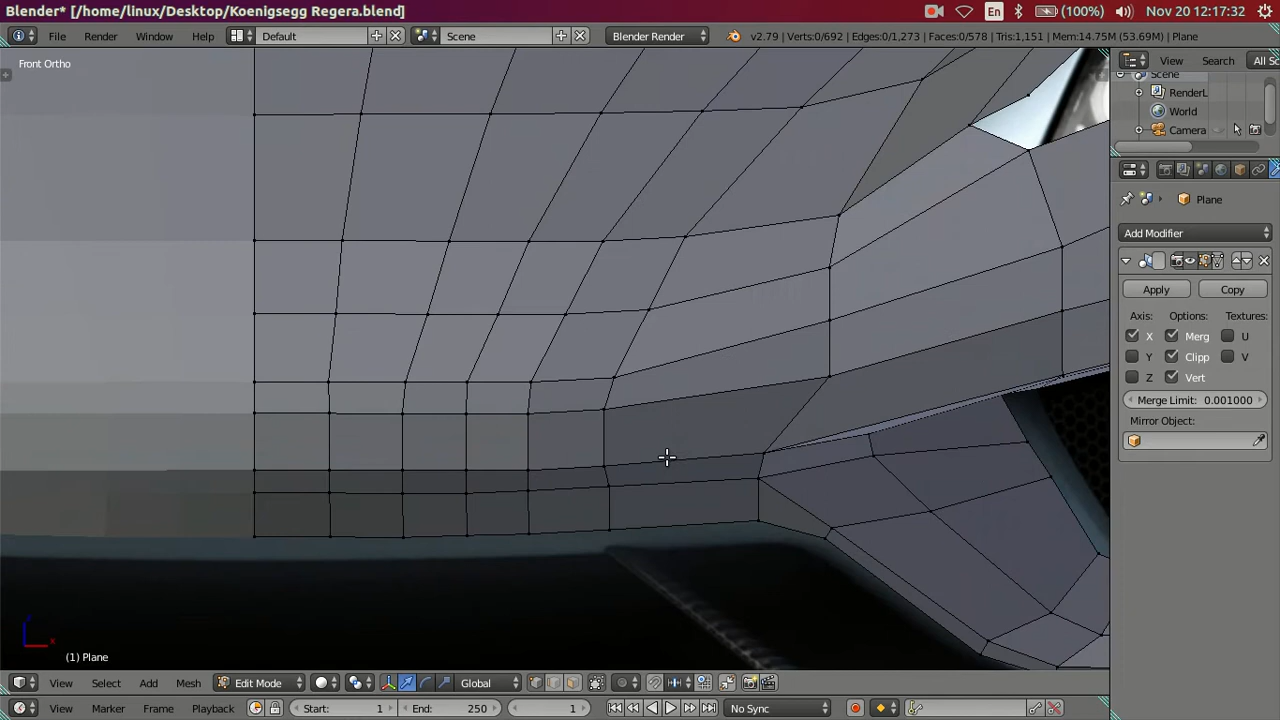 Blender* [/home/linux/Desktop/Koenigsegg Regera.blend]
En (100%) Nov 20 12:17:32
File Render Window Help Default Scene Blender Render v2.79 | Verts:0/692 | Edges:0/1,273 | Faces:0/578 | Tris:1,151 | Mem:14.75M (53.69M) | Plane
View Search All Sc
Front Ortho
Scene
RenderL
World
Camera
Plane
Add Modifier
Apply Copy
Axis: Options: Textures:
X Merg U
Y Clipp V
Z Vert
Merge Limit: 0.001000
Mirror Object:
z
x
(1) Plane
View Select Add Mesh Edit Mode Global
View Marker Frame Playback Start: 1 End: 250 1 No Sync